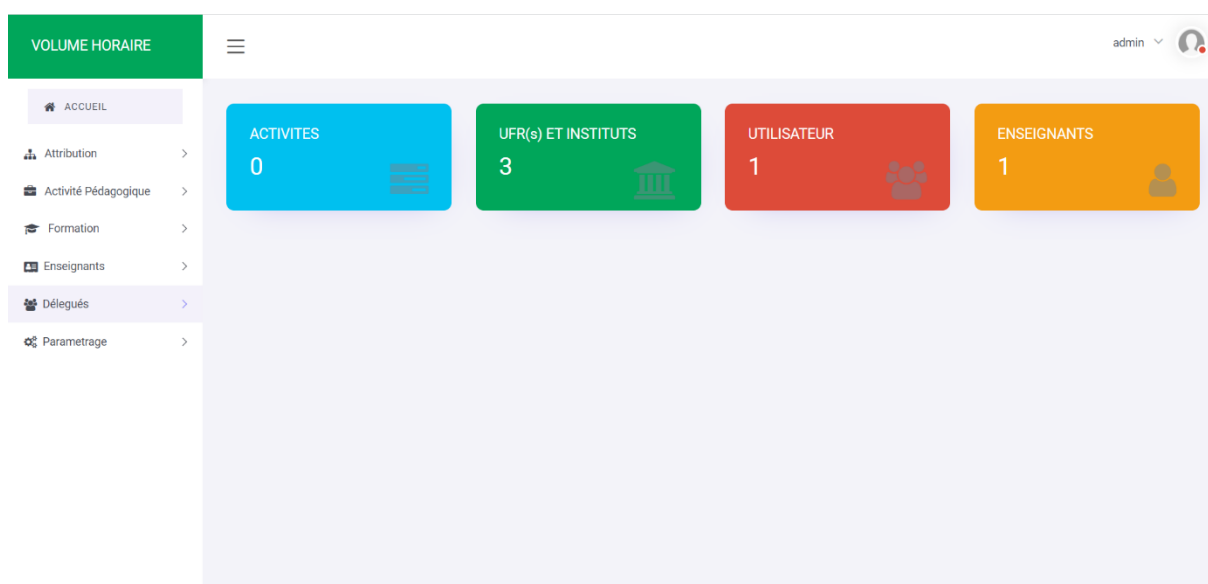 VOLUME HORAIRE
admin
ACCUEIL
Attribution
Activité Pédagogique
Formation
Enseignants
Délegués
Parametrage
ACTIVITES
0
UFR(s) ET INSTITUTS
3
UTILISATEUR
1
ENSEIGNANTS
1